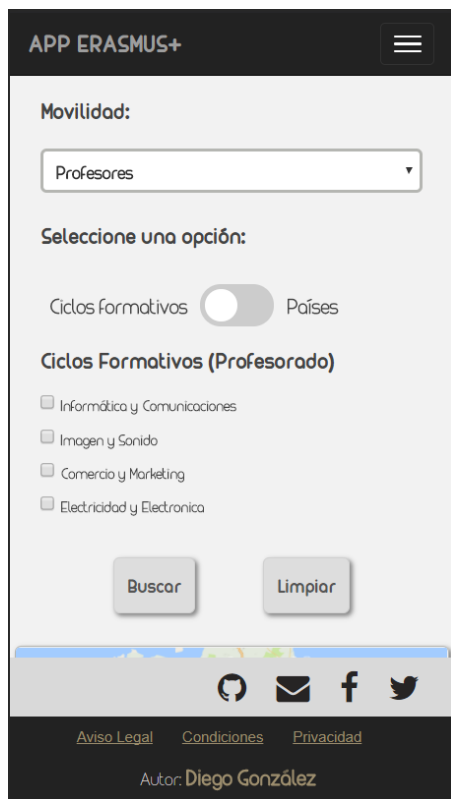 APP ERASMUS+
Movilidad:
Profesores
Seleccione una opción:
Ciclos formativos Países
Ciclos Formativos (Profesorado)
Informática y Comunicaciones
Imagen y Sonido
Comercio y Marketing
Electricidad y Electronica
Buscar Limpiar
Aviso Legal Condiciones Privacidad
Autor: Diego González